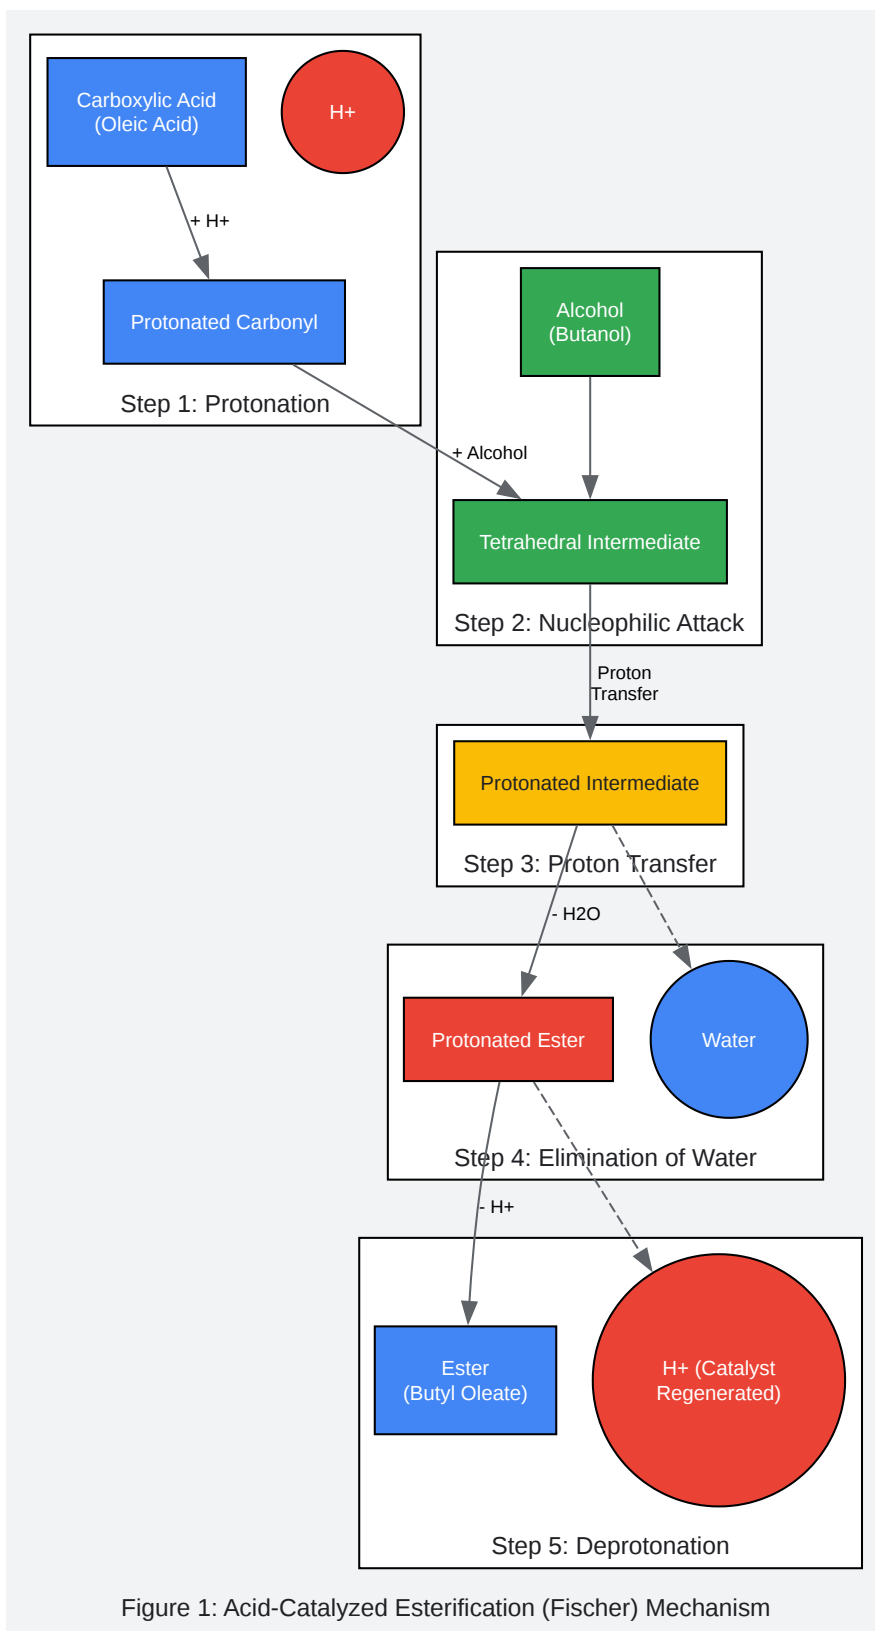 Carboxylic Acid
(Oleic Acid)
H+
+ H+
Protonated Carbonyl
Step 1: Protonation
Alcohol
(Butanol)
+ Alcohol
Tetrahedral Intermediate
Step 2: Nucleophilic Attack
Proton
Transfer
Protonated Intermediate
Step 3: Proton Transfer
- H2O
Protonated Ester
Water
Step 4: Elimination of Water
- H+
Ester
(Butyl Oleate)
H+ (Catalyst
Regenerated)
Step 5: Deprotonation
Figure 1: Acid-Catalyzed Esterification (Fischer) Mechanism